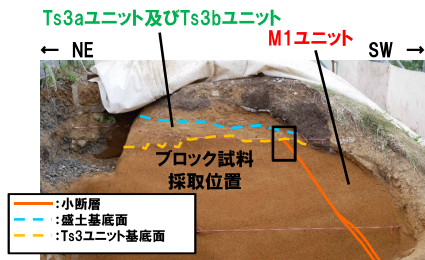 Ts3aユニット及びTs3bユニット
M1ユニット
← NE
SW →
ブロック試料
採取位置
:小断層
:盛土基底面
:Ts3ユニット基底面